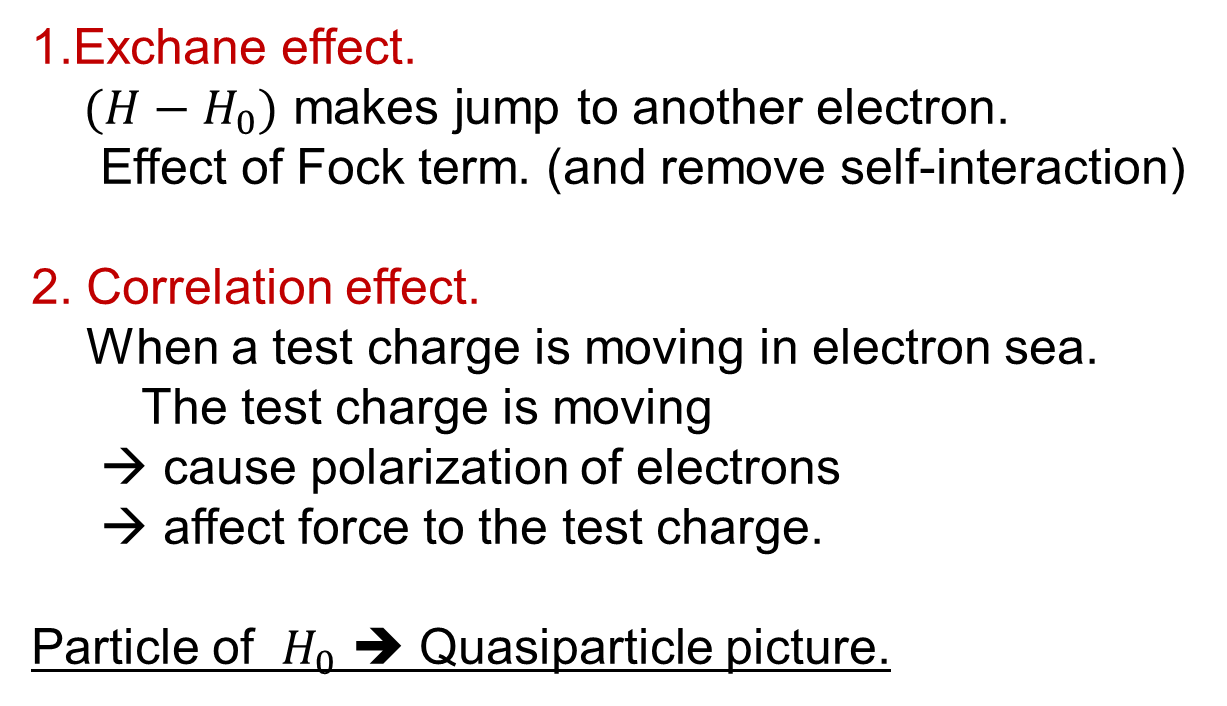 1.Exchane effect.
(H − H₀) makes jump to another electron.
Effect of Fock term. (and remove self-interaction)
2. Correlation effect.
When a test charge is moving in electron sea.
The test charge is moving
→ cause polarization of electrons
→ affect force to the test charge.
Particle of H₀ ➔ Quasiparticle picture.